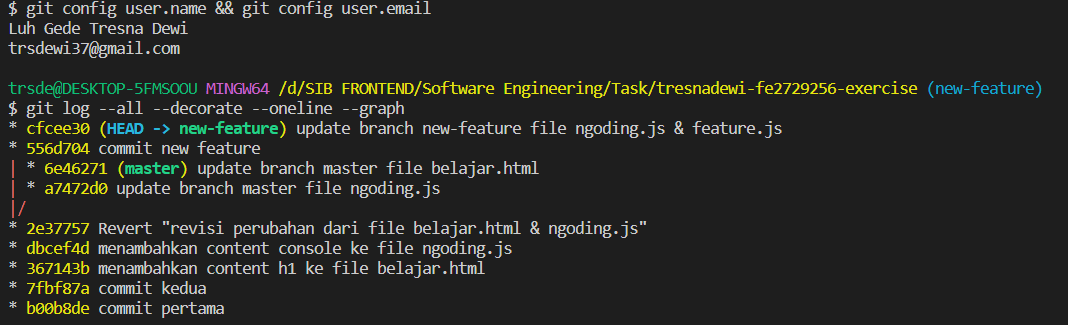 $ git config user.name && git config user.email
Luh Gede Tresna Dewi
trsdewi37@gmail.com
trsde@DESKTOP-5FMSOOU MINGW64 /d/SIB FRONTEND/Software Engineering/Task/tresnadewi-fe2729256-exercise (new-feature)
$ git log --all --decorate --oneline --graph
* cfcee30 (HEAD -> new-feature) update branch new-feature file ngoding.js & feature.js
* 556d704 commit new feature
| * 6e46271 (master) update branch master file belajar.html
| * a7472d0 update branch master file ngoding.js
|/
* 2e37757 Revert "revisi perubahan dari file belajar.html & ngoding.js"
* dbcef4d menambahkan content console ke file ngoding.js
* 367143b menambahkan content h1 ke file belajar.html
* 7fbf87a commit kedua
* b00b8de commit pertama